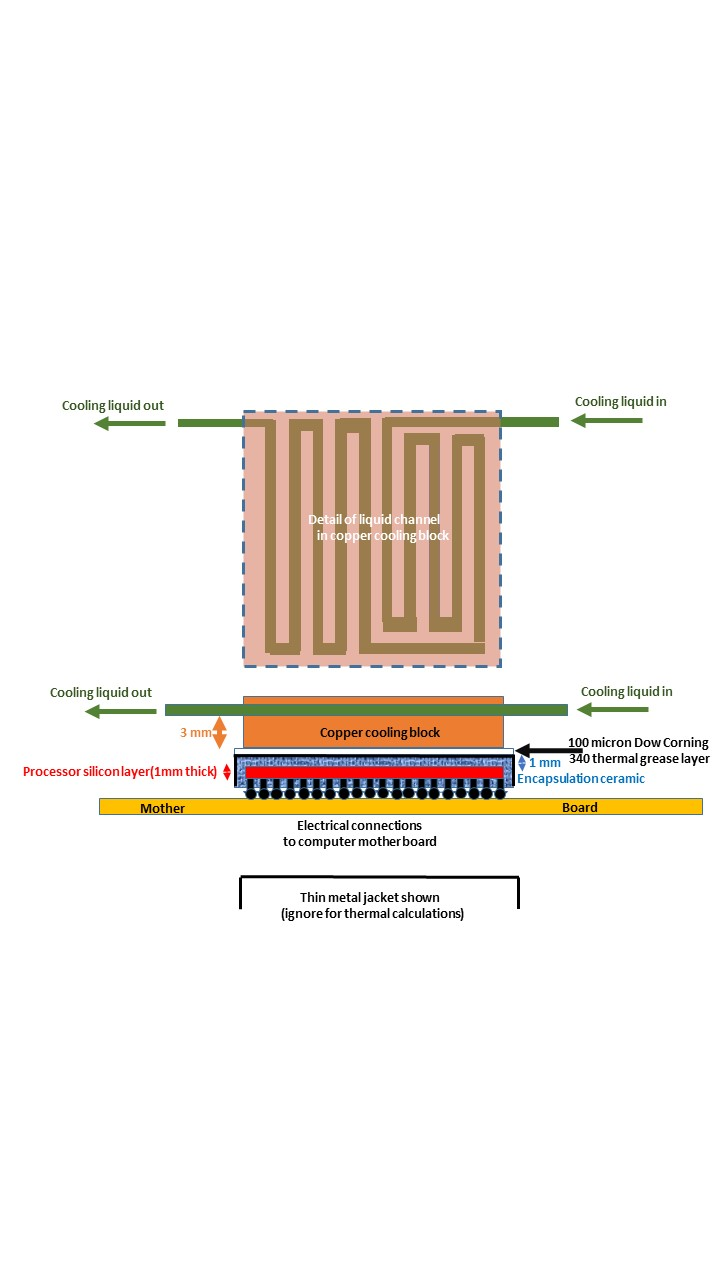 Cooling liquid out
Cooling liquid in
Detail of liquid channel
in copper cooling block
Cooling liquid out
Cooling liquid in
3 mm
Copper cooling block
100 micron Dow Corning
340 thermal grease layer
1 mm
Processor silicon layer(1mm thick)
Encapsulation ceramic
Mother
Board
Electrical connections
to computer mother board
Thin metal jacket shown
(ignore for thermal calculations)